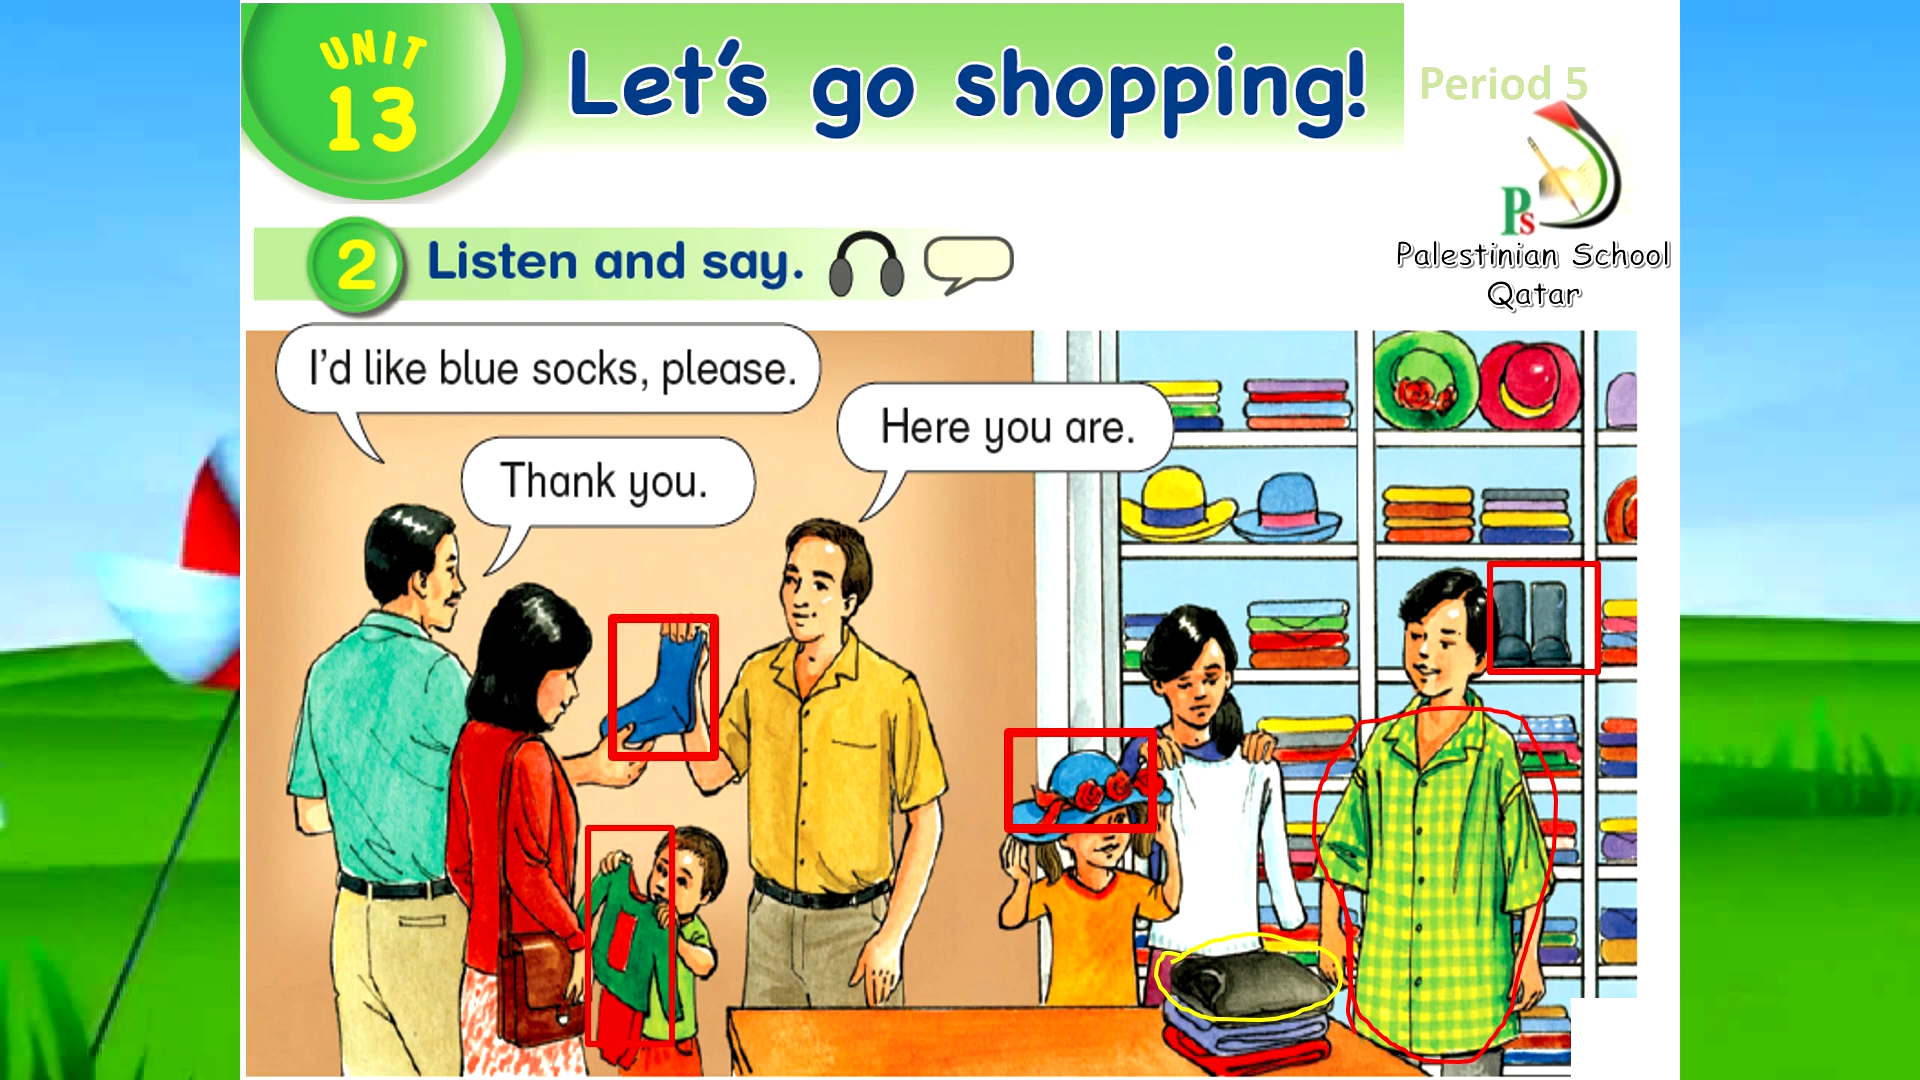 UNIT
13
Let's go shopping!
Period 5
Ps
Palestinian School
Qatar
2 Listen and say.
I'd like blue socks, please.
Here you are.
Thank you.